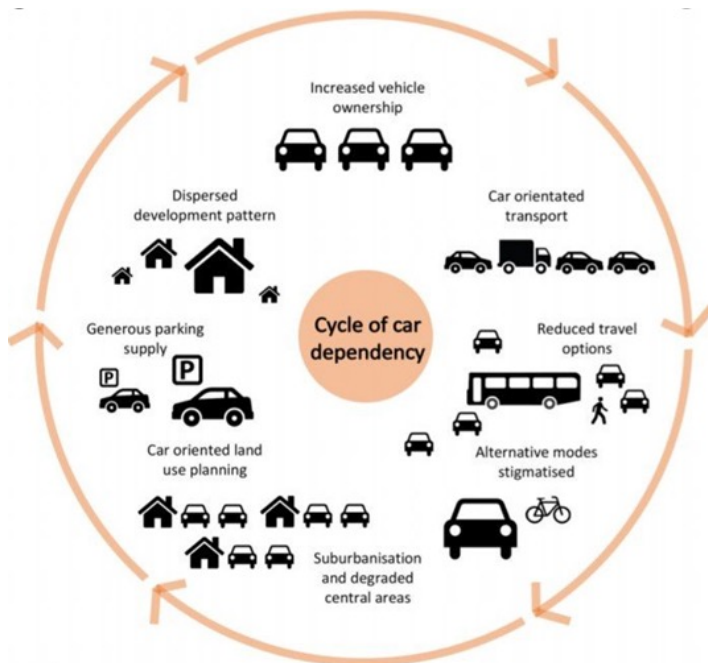 Increased vehicle
ownership
Car orientated
transport
Reduced travel
options
Alternative modes
stigmatised
Suburbanisation
and degraded
central areas
Car oriented land
use planning
Generous parking
supply
P
P
Dispersed
development pattern
Cycle of car
dependency